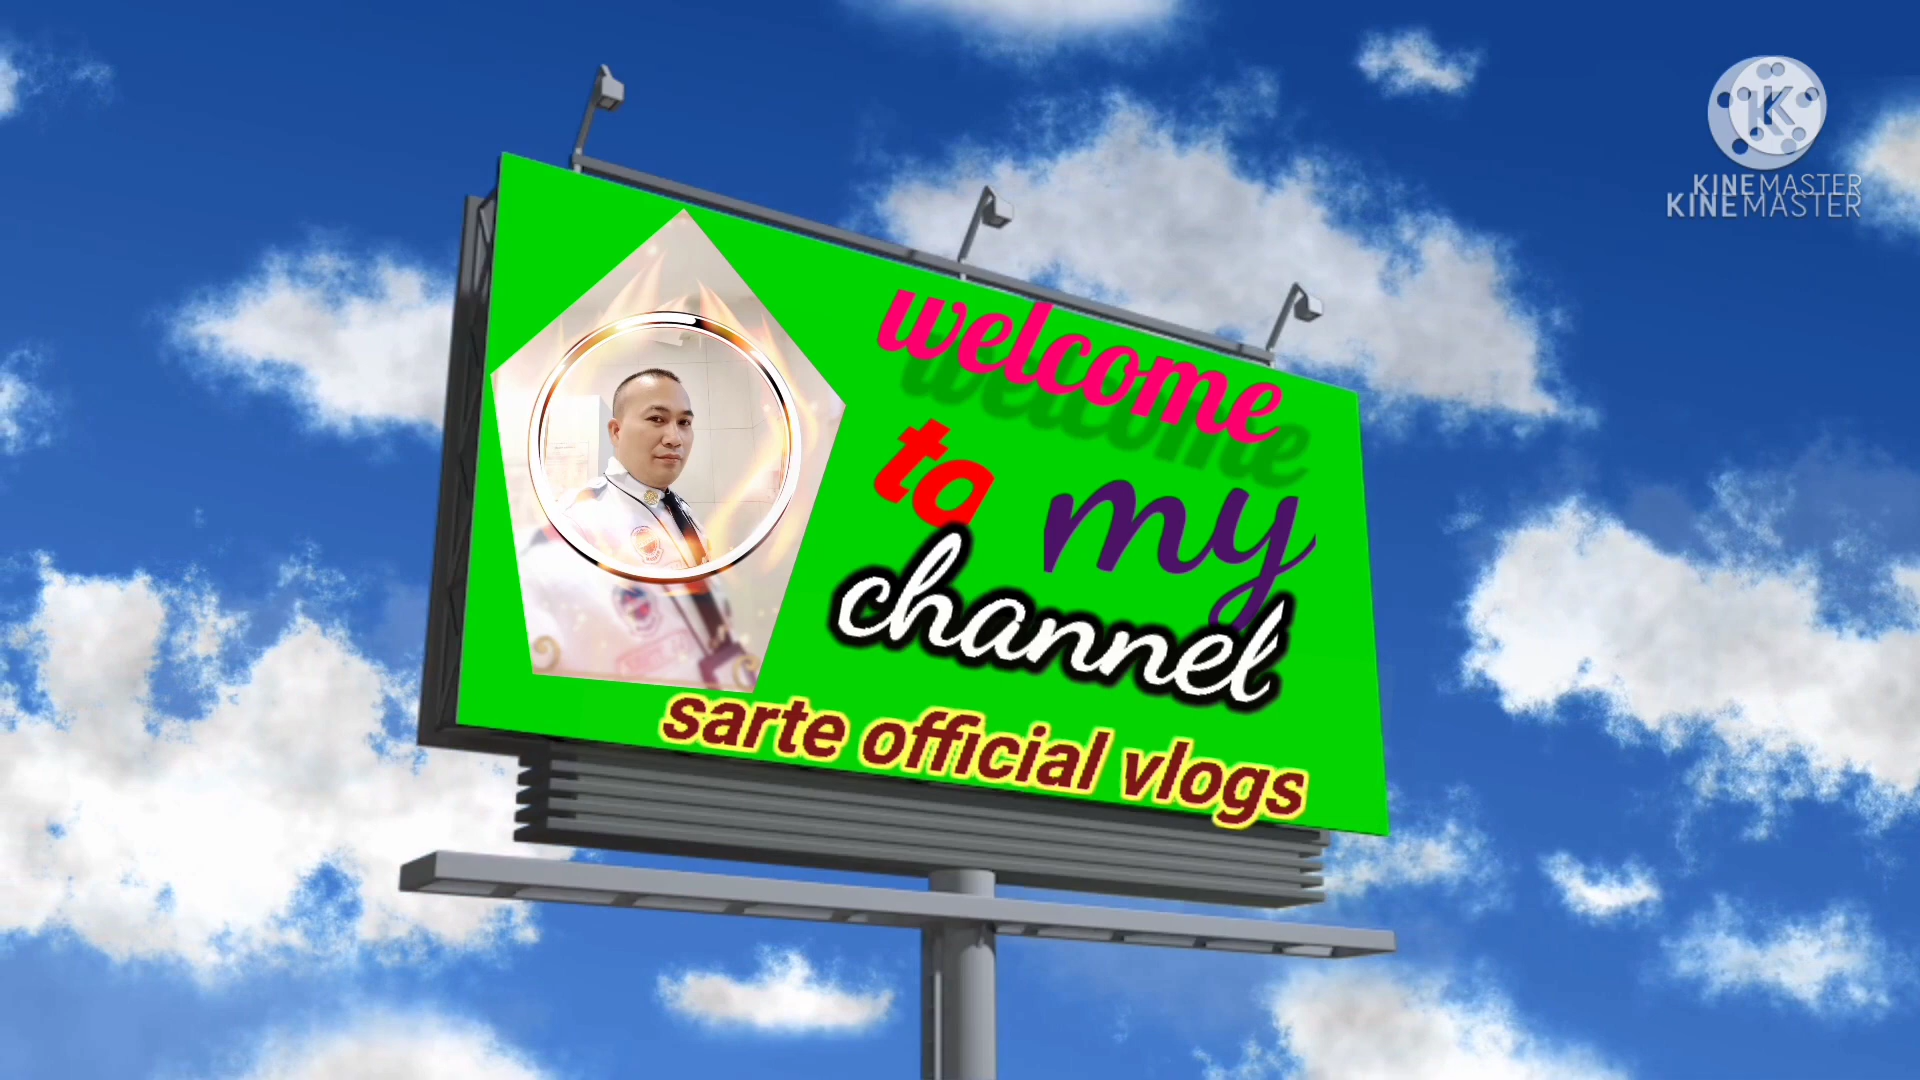 KINEMASTER
KINEMASTER
welcome
to my
channel
sarte official vlogs